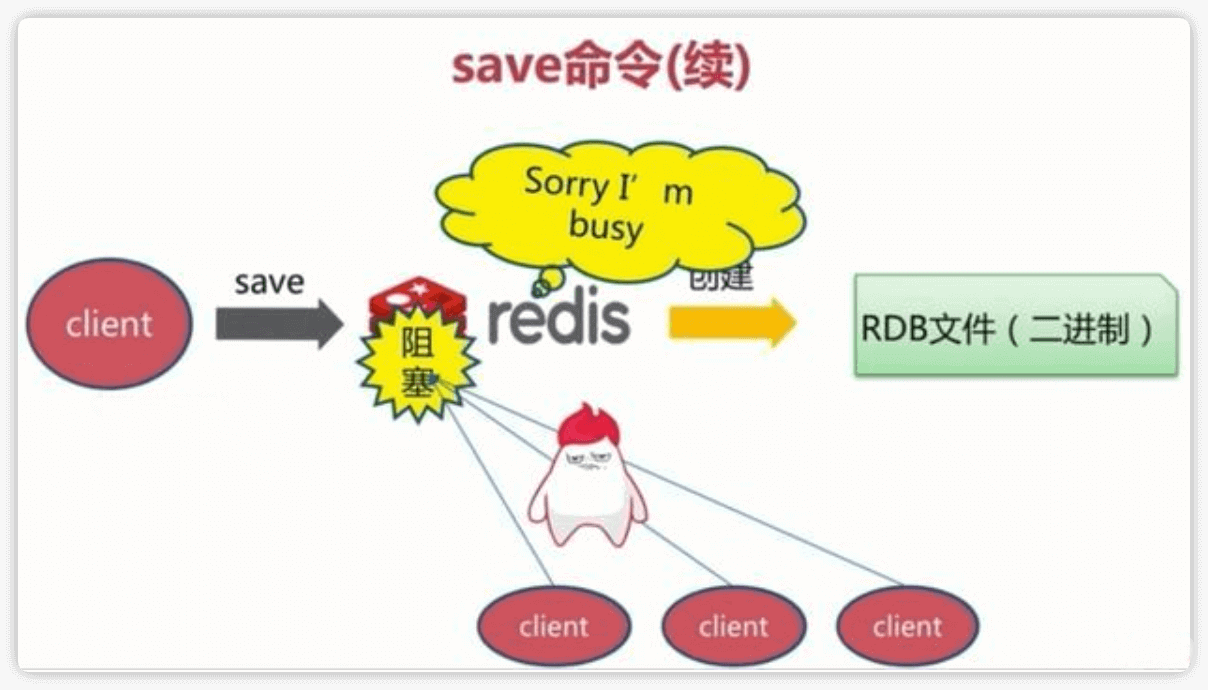 save命令(续)
Sorry I’ m
busy
save
创建
client
redis
阻
塞
RDB文件（二进制）
client
client
client